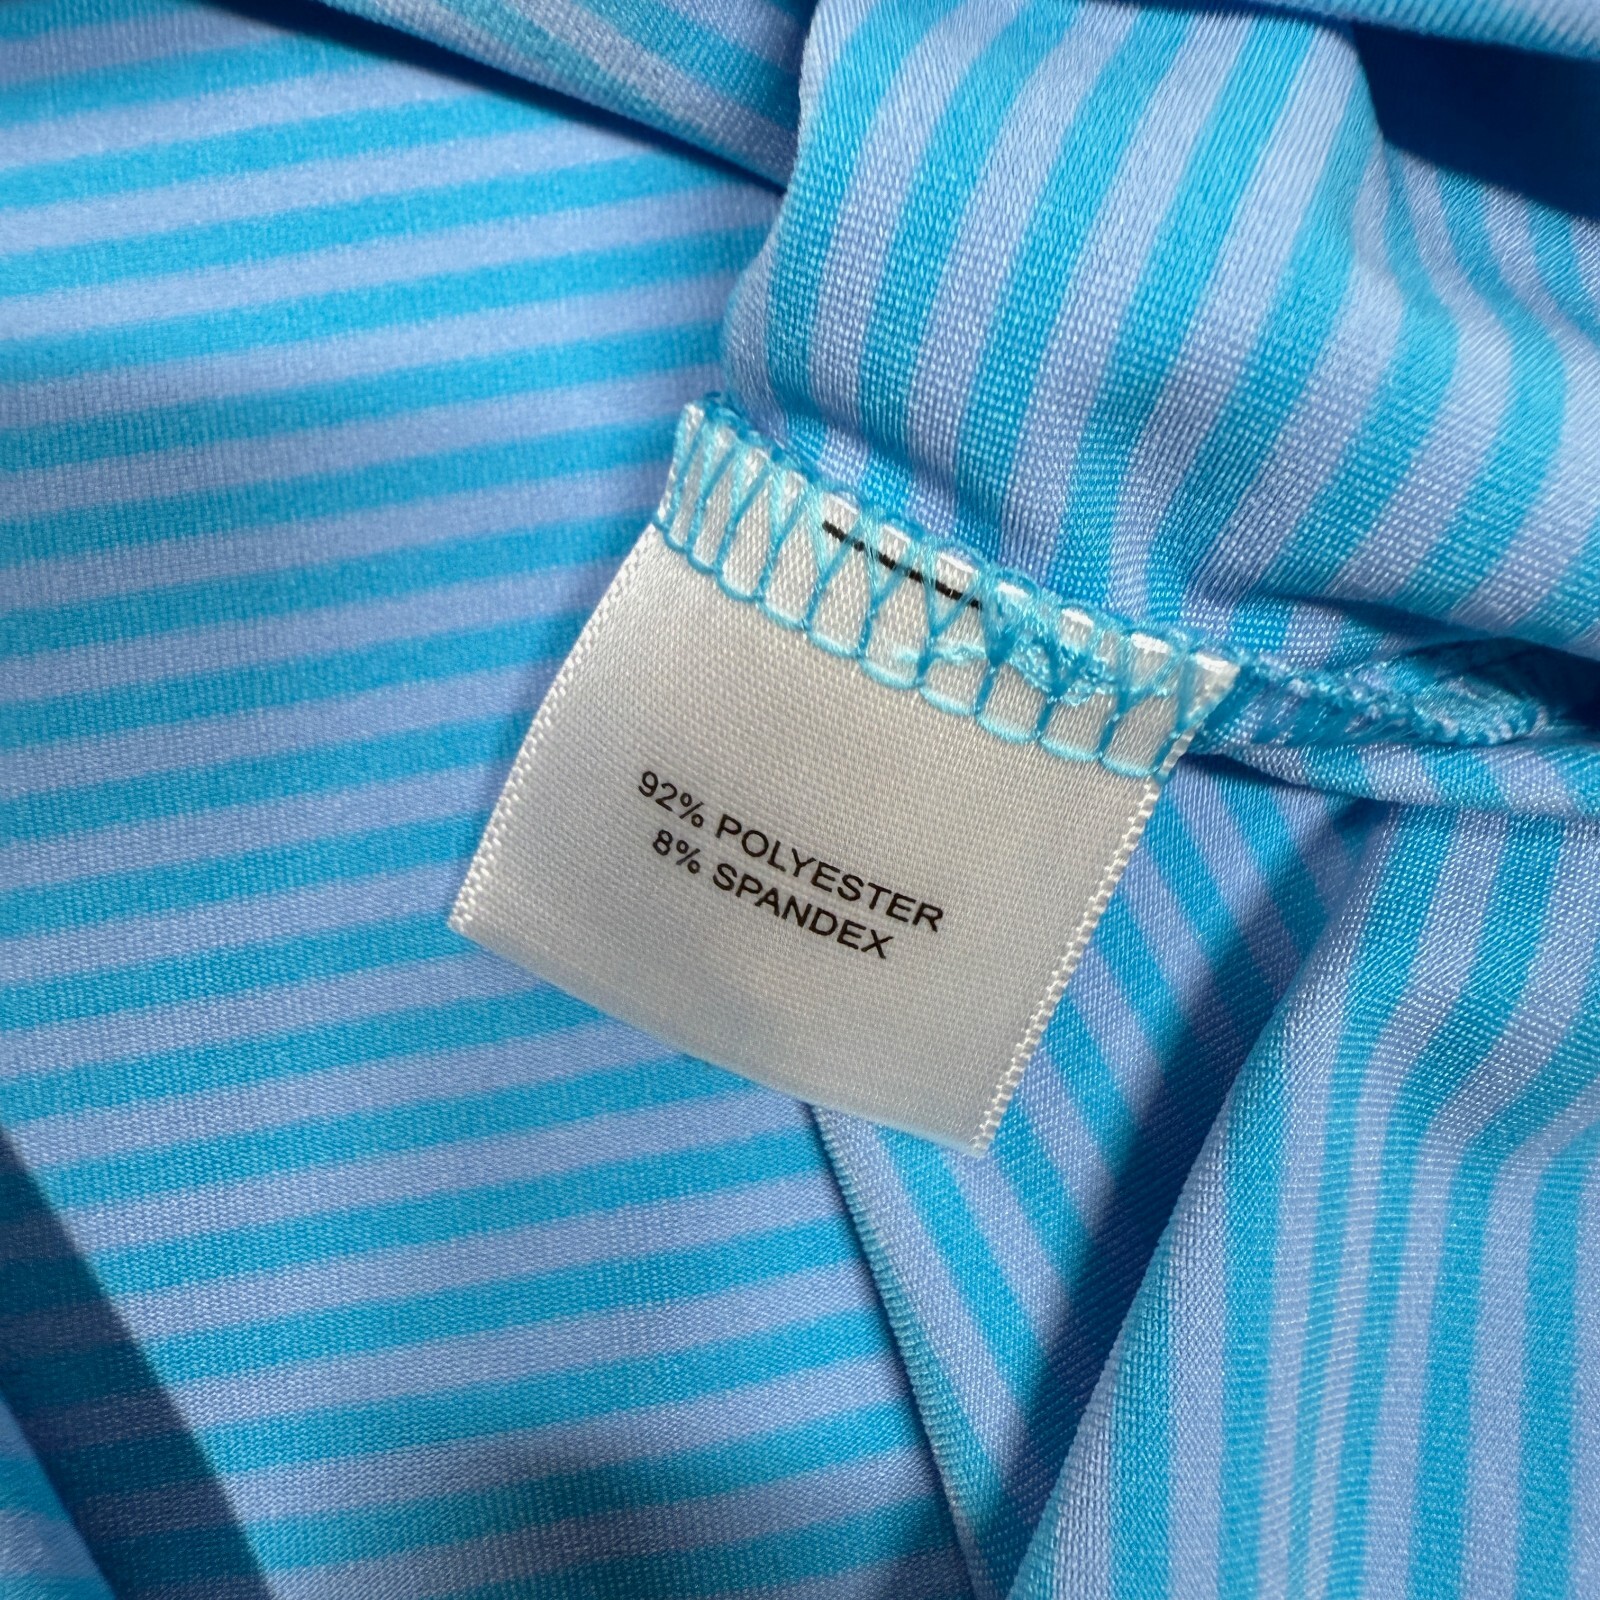 92% POLYESTER
8% SPANDEX